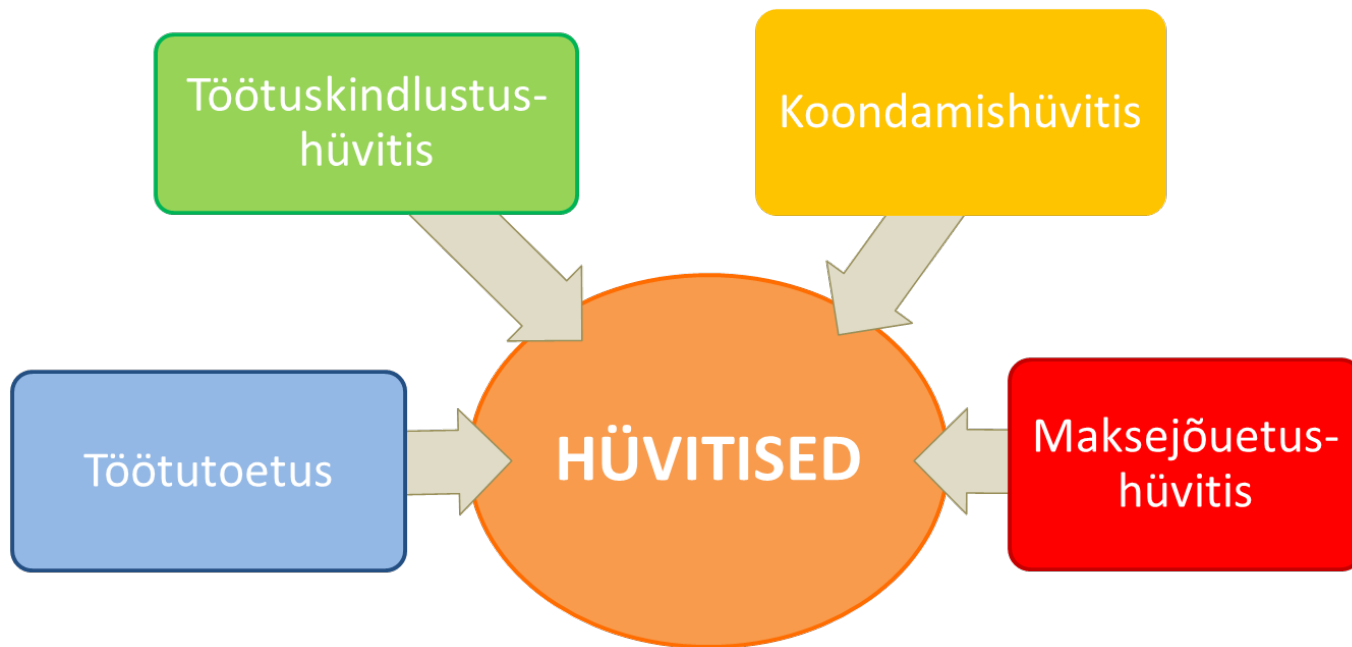 Töötuskindlustus-
hüvitis
Koondamishüvitis
Töötutoetus
HÜVITISED
Maksejõuetus-
hüvitis